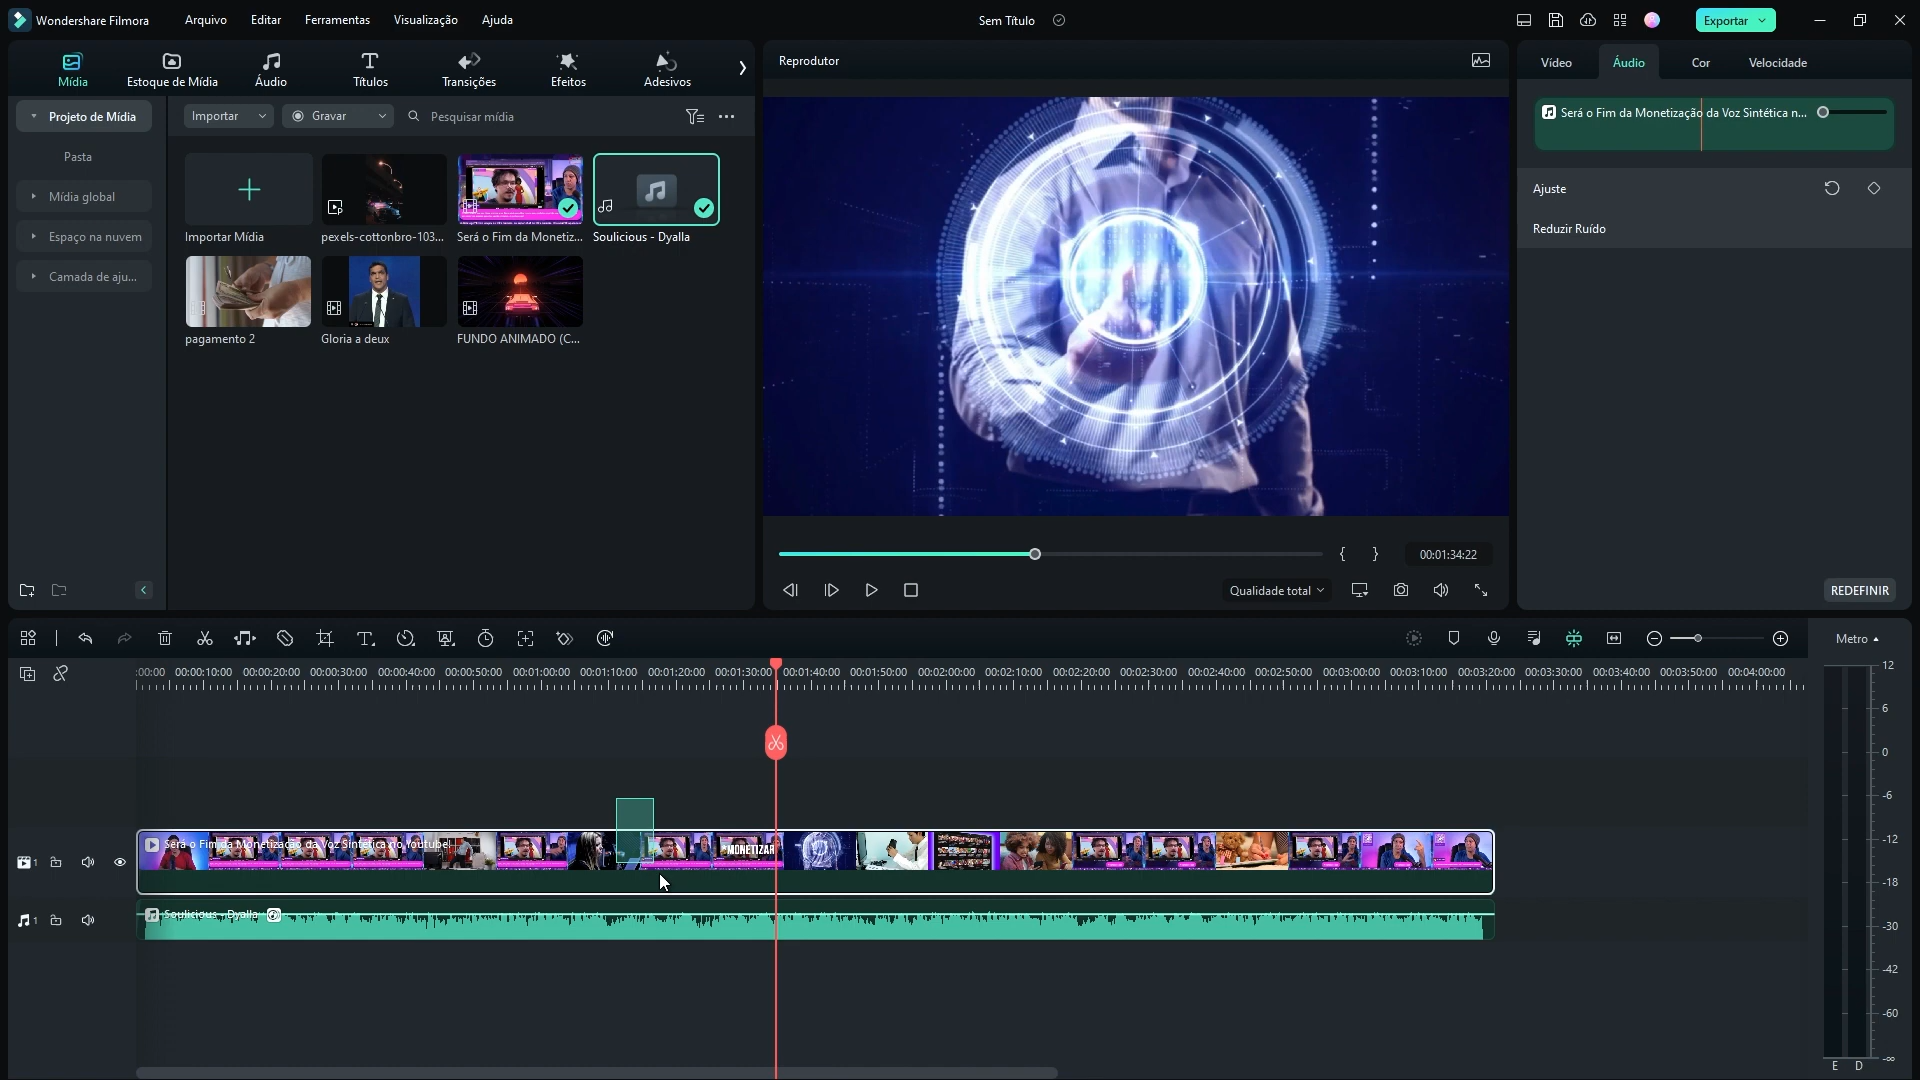 Wondershare Filmora
Arquivo
Editar
Ferramentas
Visualização
Ajuda
Sem Título
Exportar
Mídia
Estoque de Mídia
Áudio
Títulos
Transições
Efeitos
Adesivos
Reprodutor
Vídeo
Áudio
Cor
Velocidade
Projeto de Mídia
Importar
Gravar
Pesquisar mídia
Será o Fim da Monetização da Voz Sintética n...
Pasta
Mídia global
Espaço na nuvem
Camada de aju...
Importar Mídia
pexels-cottonbro-103...
Será o Fim da Monetiz...
Soulicious - Dyalla
pagamento 2
Gloria a deux
FUNDO ANIMADO (C...
Ajuste
Reduzir Ruído
{ }
00:01:34:22
Qualidade total
REDEFINIR
Metro
:00:00
00:00:10:00
00:00:20:00
00:00:30:00
00:00:40:00
00:00:50:00
00:01:00:00
00:01:10:00
00:01:20:00
00:01:30:00
00:01:40:00
00:01:50:00
00:02:00:00
00:02:10:00
00:02:20:00
00:02:30:00
00:02:40:00
00:02:50:00
00:03:00:00
00:03:10:00
00:03:20:00
00:03:30:00
00:03:40:00
00:03:50:00
00:04:00:00
Será o Fim da Monetização da Voz Sintética no Youtube!
MONETIZAR
1
Soulicious - Dyalla
1
12
6
0
-6
-12
-18
-24
-30
-36
-42
-60
-∞
E D